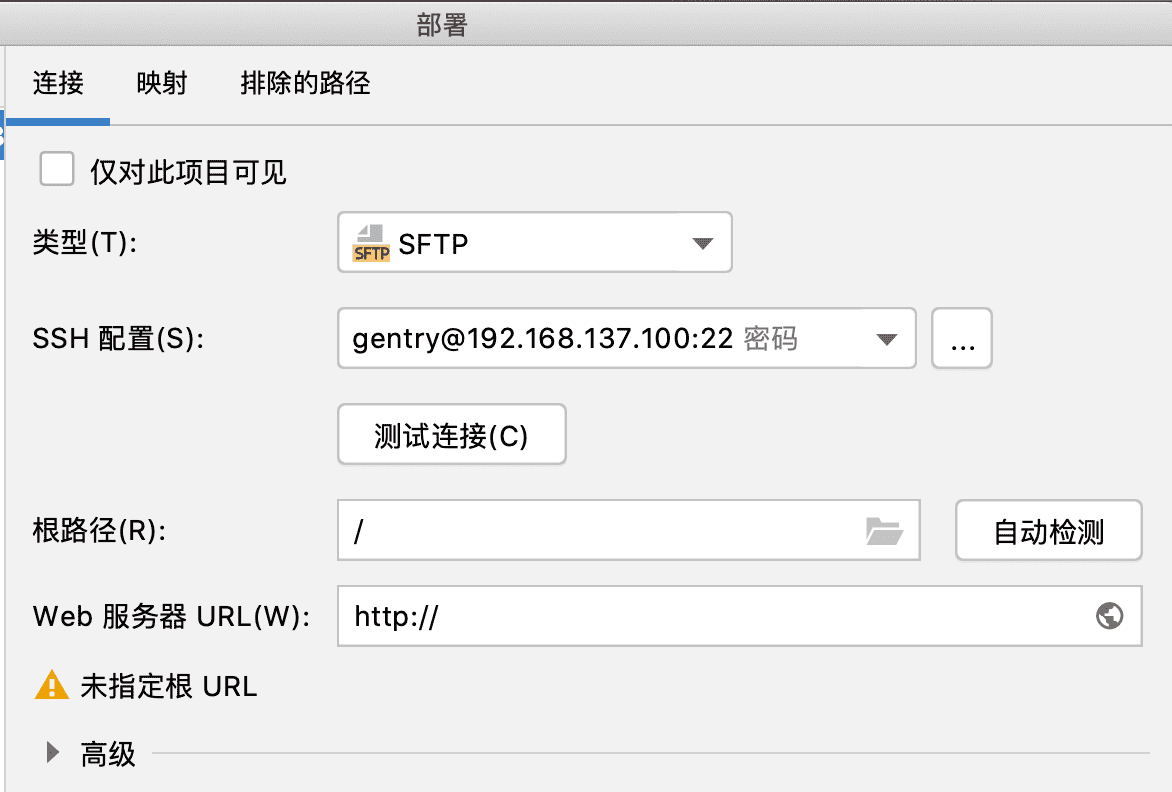 部署
连接 映射 排除的路径
仅对此项目可见
类型(T): SFTP SFTP
SSH 配置(S): gentry@192.168.137.100:22 密码 ...
测试连接(C)
根路径(R): / 自动检测
Web 服务器 URL(W): http://
未指定根 URL
高级